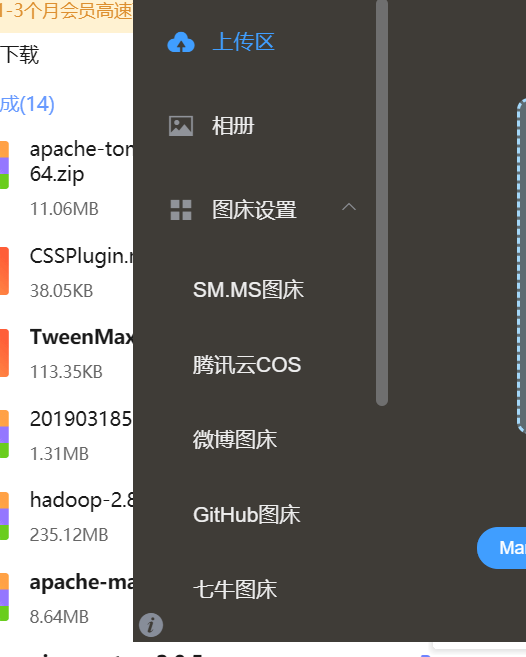 1-3个月会员高速
下载
成(14)
apache-tom
64.zip
11.06MB
CSSPlugin.
38.05KB
TweenMax
113.35KB
201903185
1.31MB
hadoop-2.8
235.12MB
apache-ma
8.64MB
上传区
相册
图床设置
SM.MS图床
腾讯云COS
微博图床
GitHub图床
七牛图床
Mar